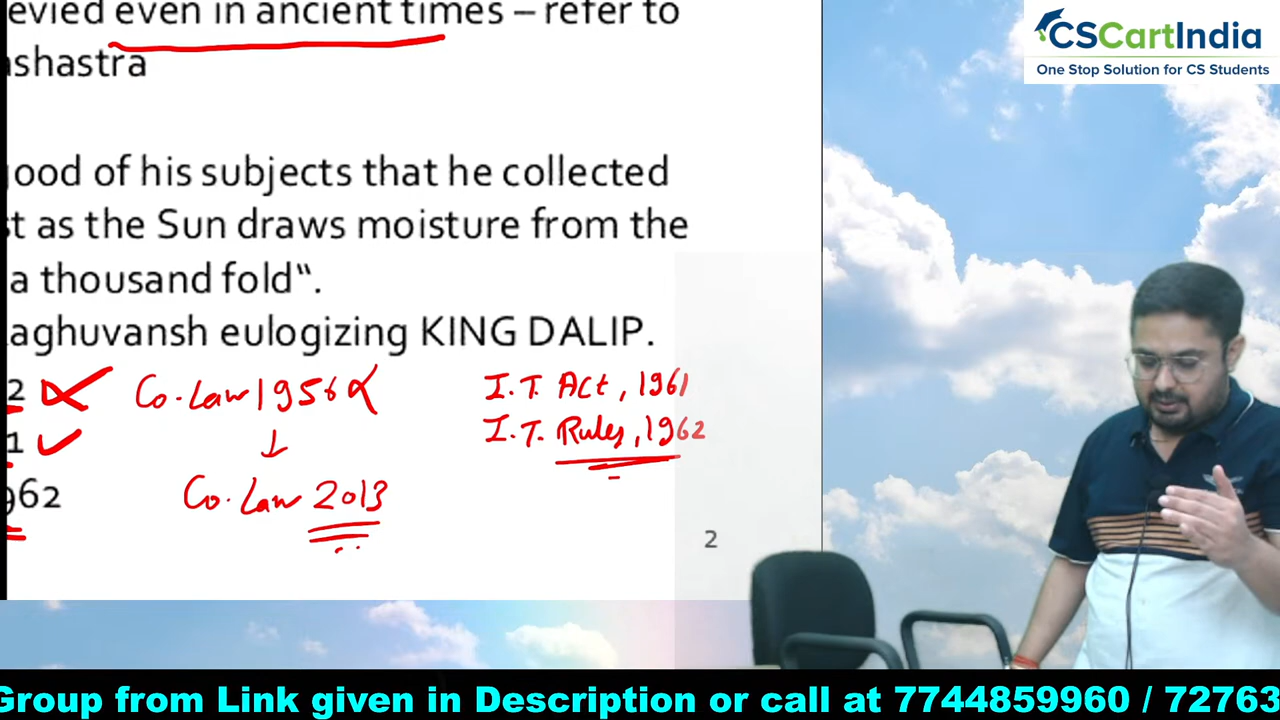 evied even in ancient times – refer to
CSCartIndia
One Stop Solution for CS Students
ashastra
ood of his subjects that he collected
st as the Sun draws moisture from the
a thousand fold“.
aghuvansh eulogizing KING DALIP.
2 Co. Law 1956 I.T. Act, 1961
1 I.T. Rules, 1962
962 Co. Law 2013
2
Group from Link given in Description or call at 7744859960 / 72763